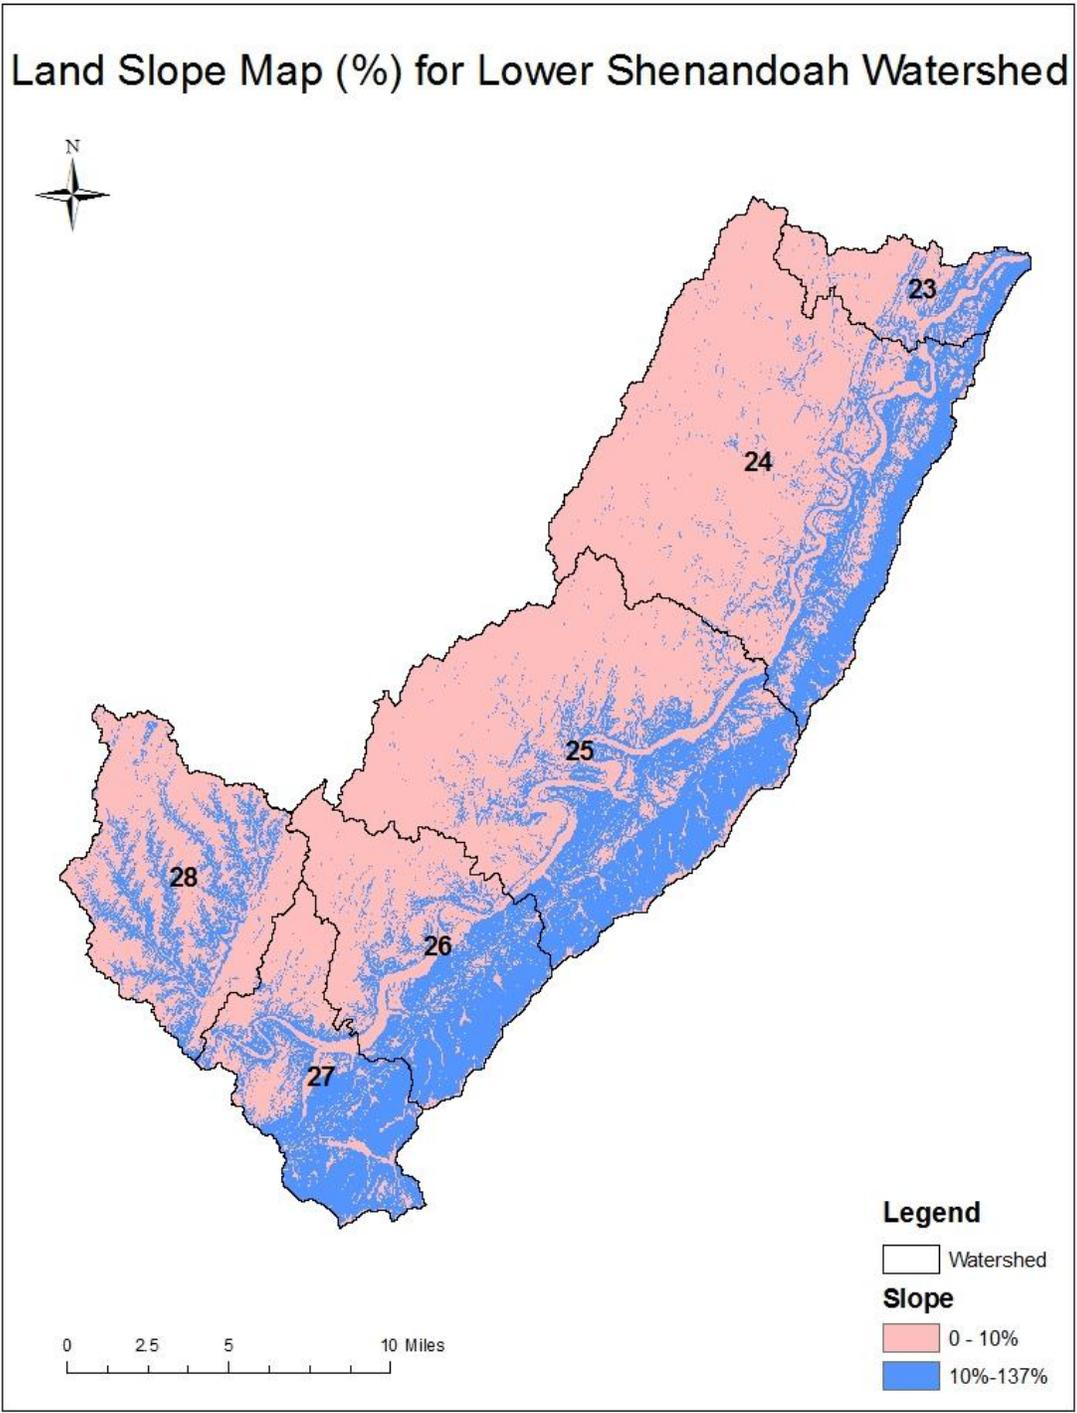 Land Slope Map (%) for Lower Shenandoah Watershed
N
23
24
25
28
26
27
Legend
Watershed
Slope
0 - 10%
10%-137%
0 2.5 5 10 Miles